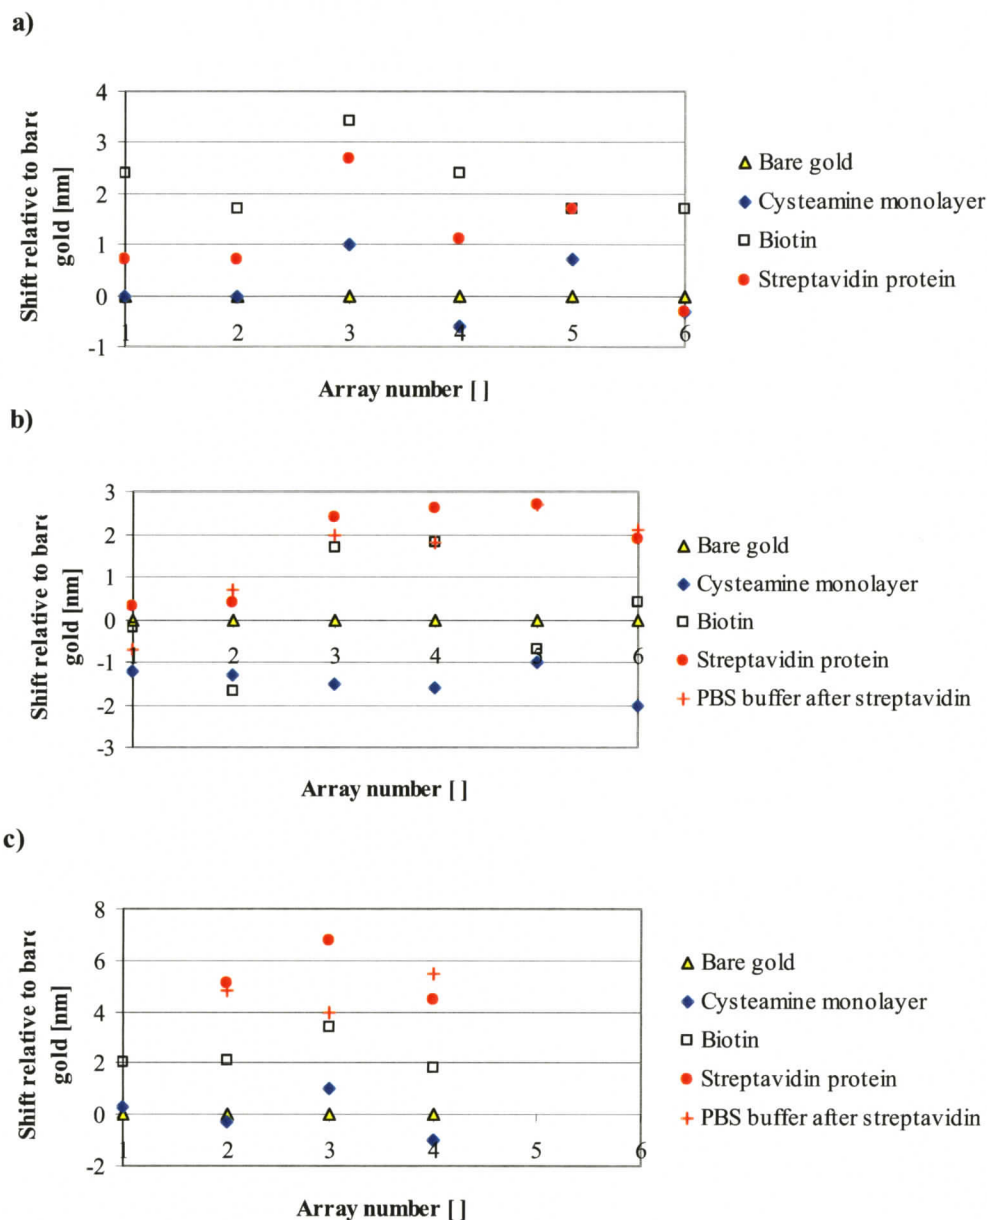 a)
4
3
2
1
0
-1
1 2 3 4 5 6
Shift relative to bare
gold [nm]
Array number [ ]
Bare gold
Cysteamine monolayer
Biotin
Streptavidin protein
b)
3
2
1
0
-1
-2
-3
1 2 3 4 5 6
Shift relative to bare
gold [nm]
Array number [ ]
Bare gold
Cysteamine monolayer
Biotin
Streptavidin protein
PBS buffer after streptavidin
c)
8
6
4
2
0
-2
1 2 3 4 5 6
Shift relative to bare
gold [nm]
Array number [ ]
Bare gold
Cysteamine monolayer
Biotin
Streptavidin protein
PBS buffer after streptavidin